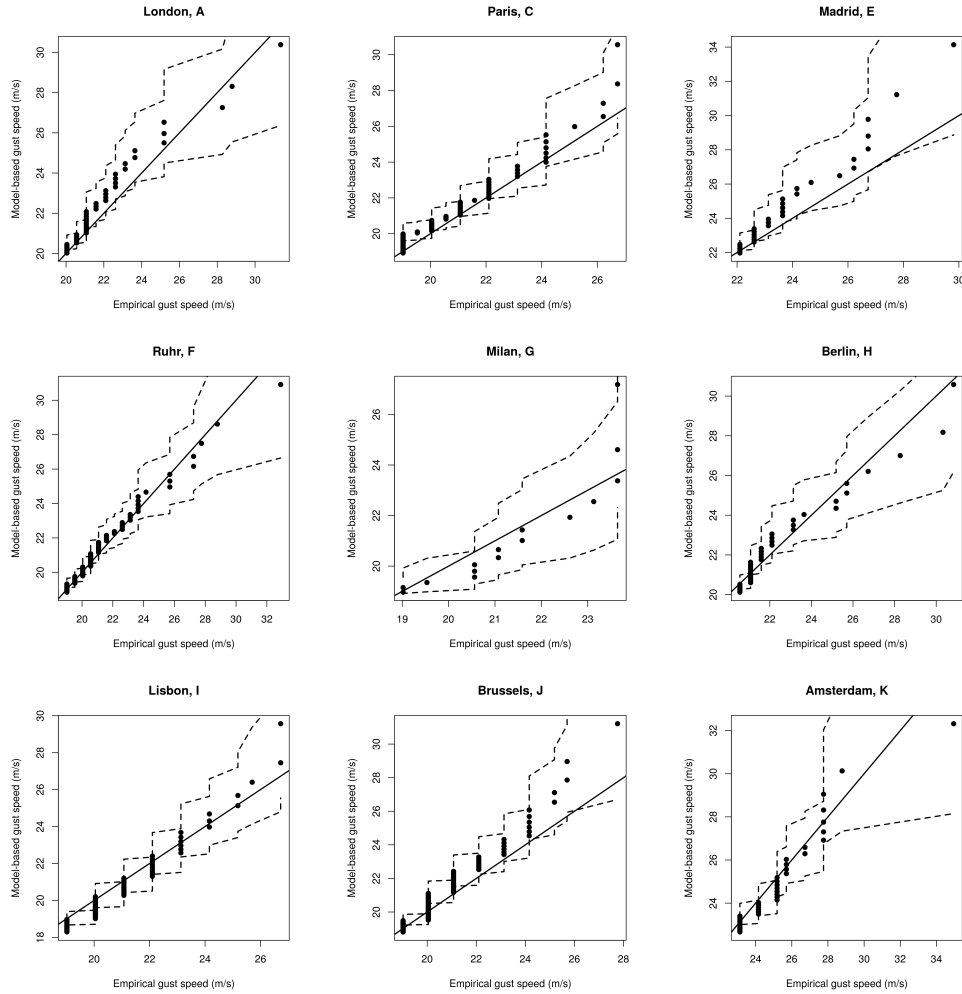 London, A
Model-based gust speed (m/s)
20 22 24 26 28 30
20 22 24 26 28 30
Empirical gust speed (m/s)
Paris, C
Model-based gust speed (m/s)
20 22 24 26 28 30
20 22 24 26
Empirical gust speed (m/s)
Madrid, E
Model-based gust speed (m/s)
22 24 26 28 30 32 34
22 24 26 28 30
Empirical gust speed (m/s)
Ruhr, F
Model-based gust speed (m/s)
20 22 24 26 28 30
20 22 24 26 28 30 32
Empirical gust speed (m/s)
Milan, G
Model-based gust speed (m/s)
20 22 24 26
19 20 21 22 23
Empirical gust speed (m/s)
Berlin, H
Model-based gust speed (m/s)
20 22 24 26 28 30
22 24 26 28 30
Empirical gust speed (m/s)
Lisbon, I
Model-based gust speed (m/s)
18 20 22 24 26 28 30
20 22 24 26
Empirical gust speed (m/s)
Brussels, J
Model-based gust speed (m/s)
20 22 24 26 28 30
20 22 24 26 28
Empirical gust speed (m/s)
Amsterdam, K
Model-based gust speed (m/s)
24 26 28 30 32
24 26 28 30 32 34
Empirical gust speed (m/s)